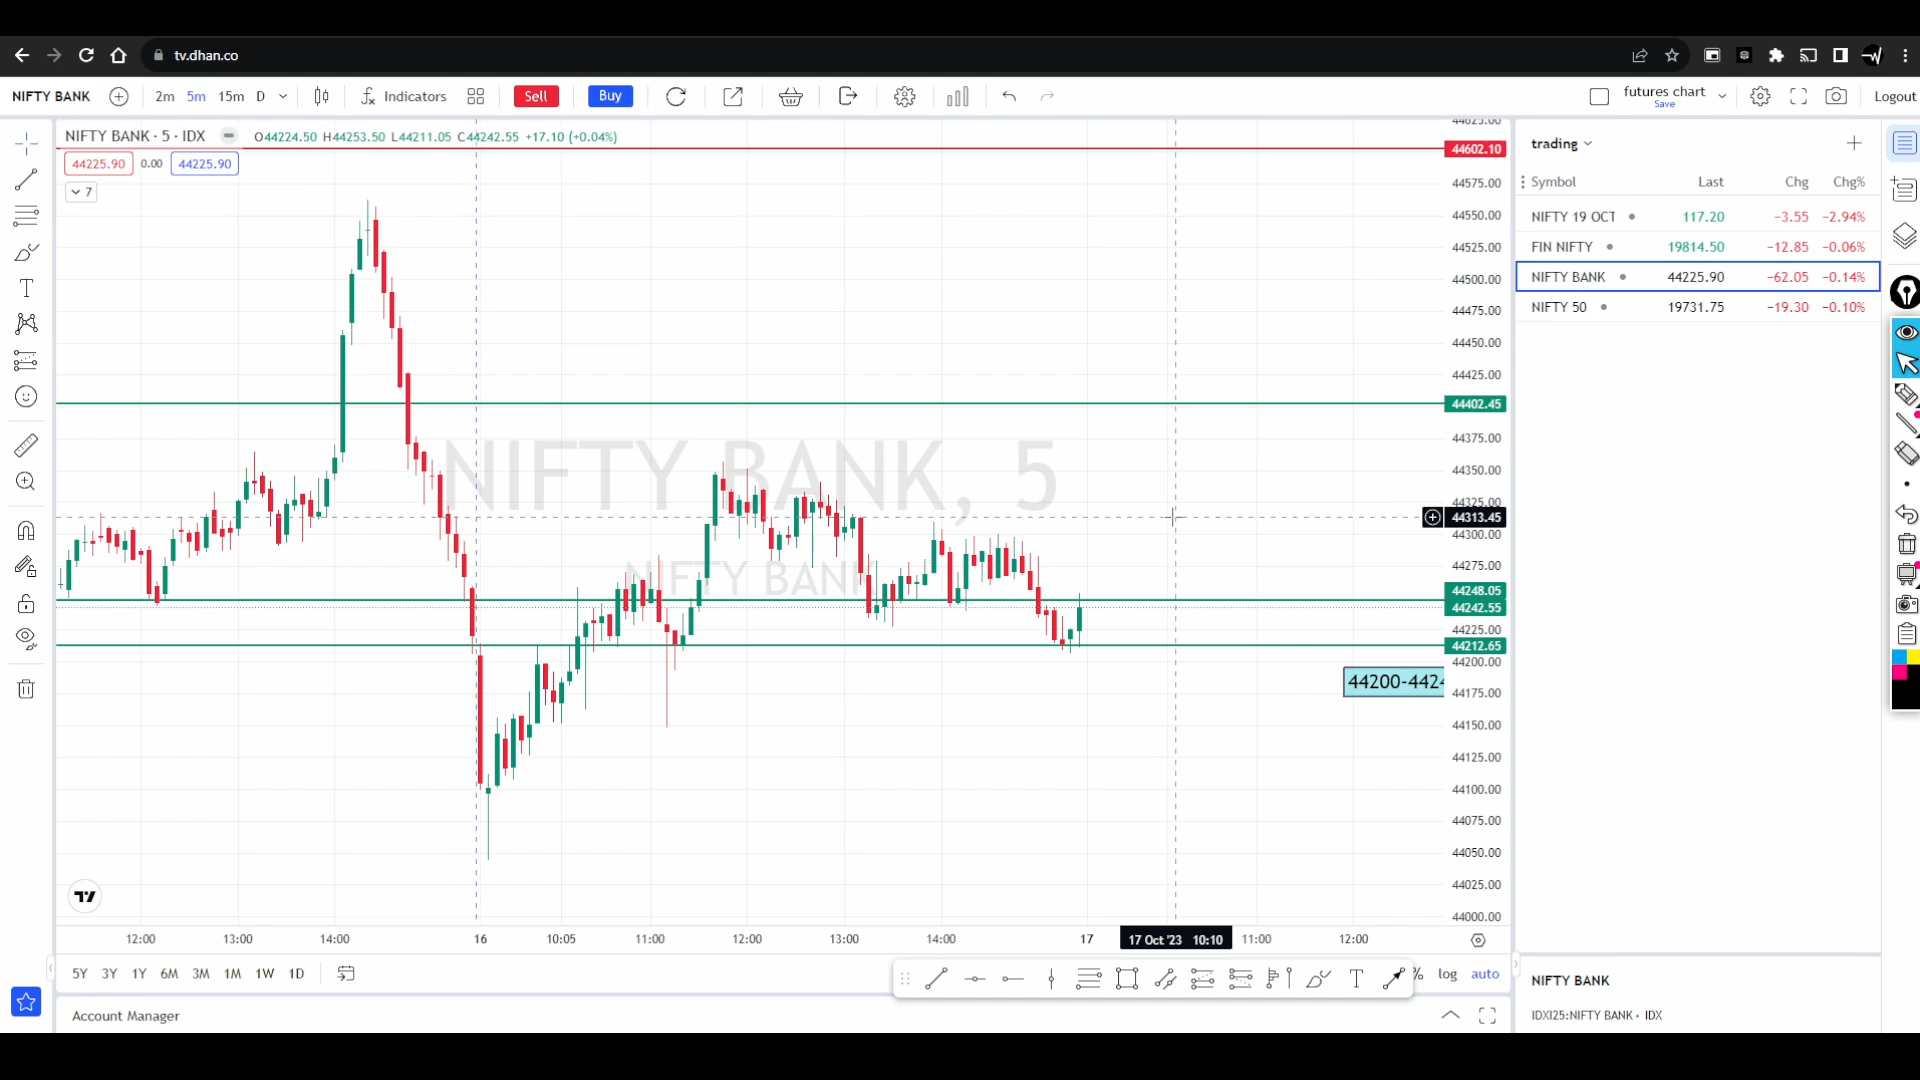 tv.dhan.co
NIFTY BANK 2m 5m 15m D Indicators Sell Buy futures chart Save Logout
NIFTY BANK · 5 · IDX O44224.50 H44253.50 L44211.05 C44242.55 +17.10 (+0.04%)
44225.90 0.00 44225.90
7
NIFTY BANK, 5
NIFTY BANK
44200-4424
44602.10
44575.00
44550.00
44525.00
44500.00
44475.00
44450.00
44425.00
44402.45
44375.00
44350.00
44325.00
44313.45
44300.00
44275.00
44248.05
44242.55
44225.00
44212.65
44200.00
44175.00
44150.00
44125.00
44100.00
44075.00
44050.00
44025.00
44000.00
12:00 13:00 14:00 16 10:05 11:00 12:00 13:00 14:00 17 17 Oct '23 10:10 11:00 12:00
5Y 3Y 1Y 6M 3M 1M 1W 1D % log auto
Account Manager
trading
Symbol Last Chg Chg%
NIFTY 19 OCT 117.20 −3.55 −2.94%
FIN NIFTY 19814.50 −12.85 −0.06%
NIFTY BANK 44225.90 −62.05 −0.14%
NIFTY 50 19731.75 −19.30 −0.10%
NIFTY BANK
IDXI25:NIFTY BANK • IDX